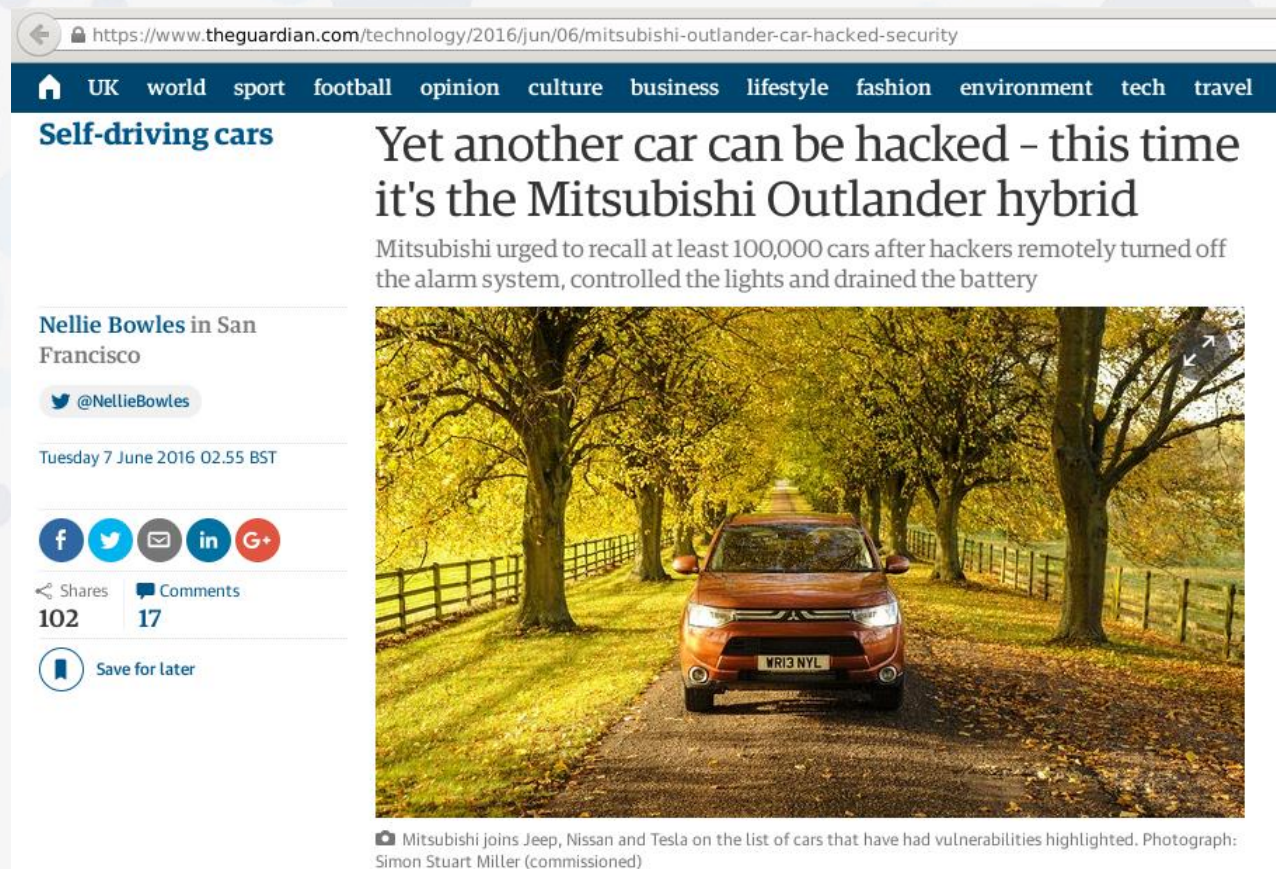 https://www.theguardian.com/technology/2016/jun/06/mitsubishi-outlander-car-hacked-security
UK world sport football opinion culture business lifestyle fashion environment tech travel
Self-driving cars
Yet another car can be hacked – this time
it's the Mitsubishi Outlander hybrid
Mitsubishi urged to recall at least 100,000 cars after hackers remotely turned off
the alarm system, controlled the lights and drained the battery
Nellie Bowles in San
Francisco
@NellieBowles
Tuesday 7 June 2016 02.55 BST
f in G+
Shares Comments
102 17
Save for later
WR13 NYL
Mitsubishi joins Jeep, Nissan and Tesla on the list of cars that have had vulnerabilities highlighted. Photograph:
Simon Stuart Miller (commissioned)